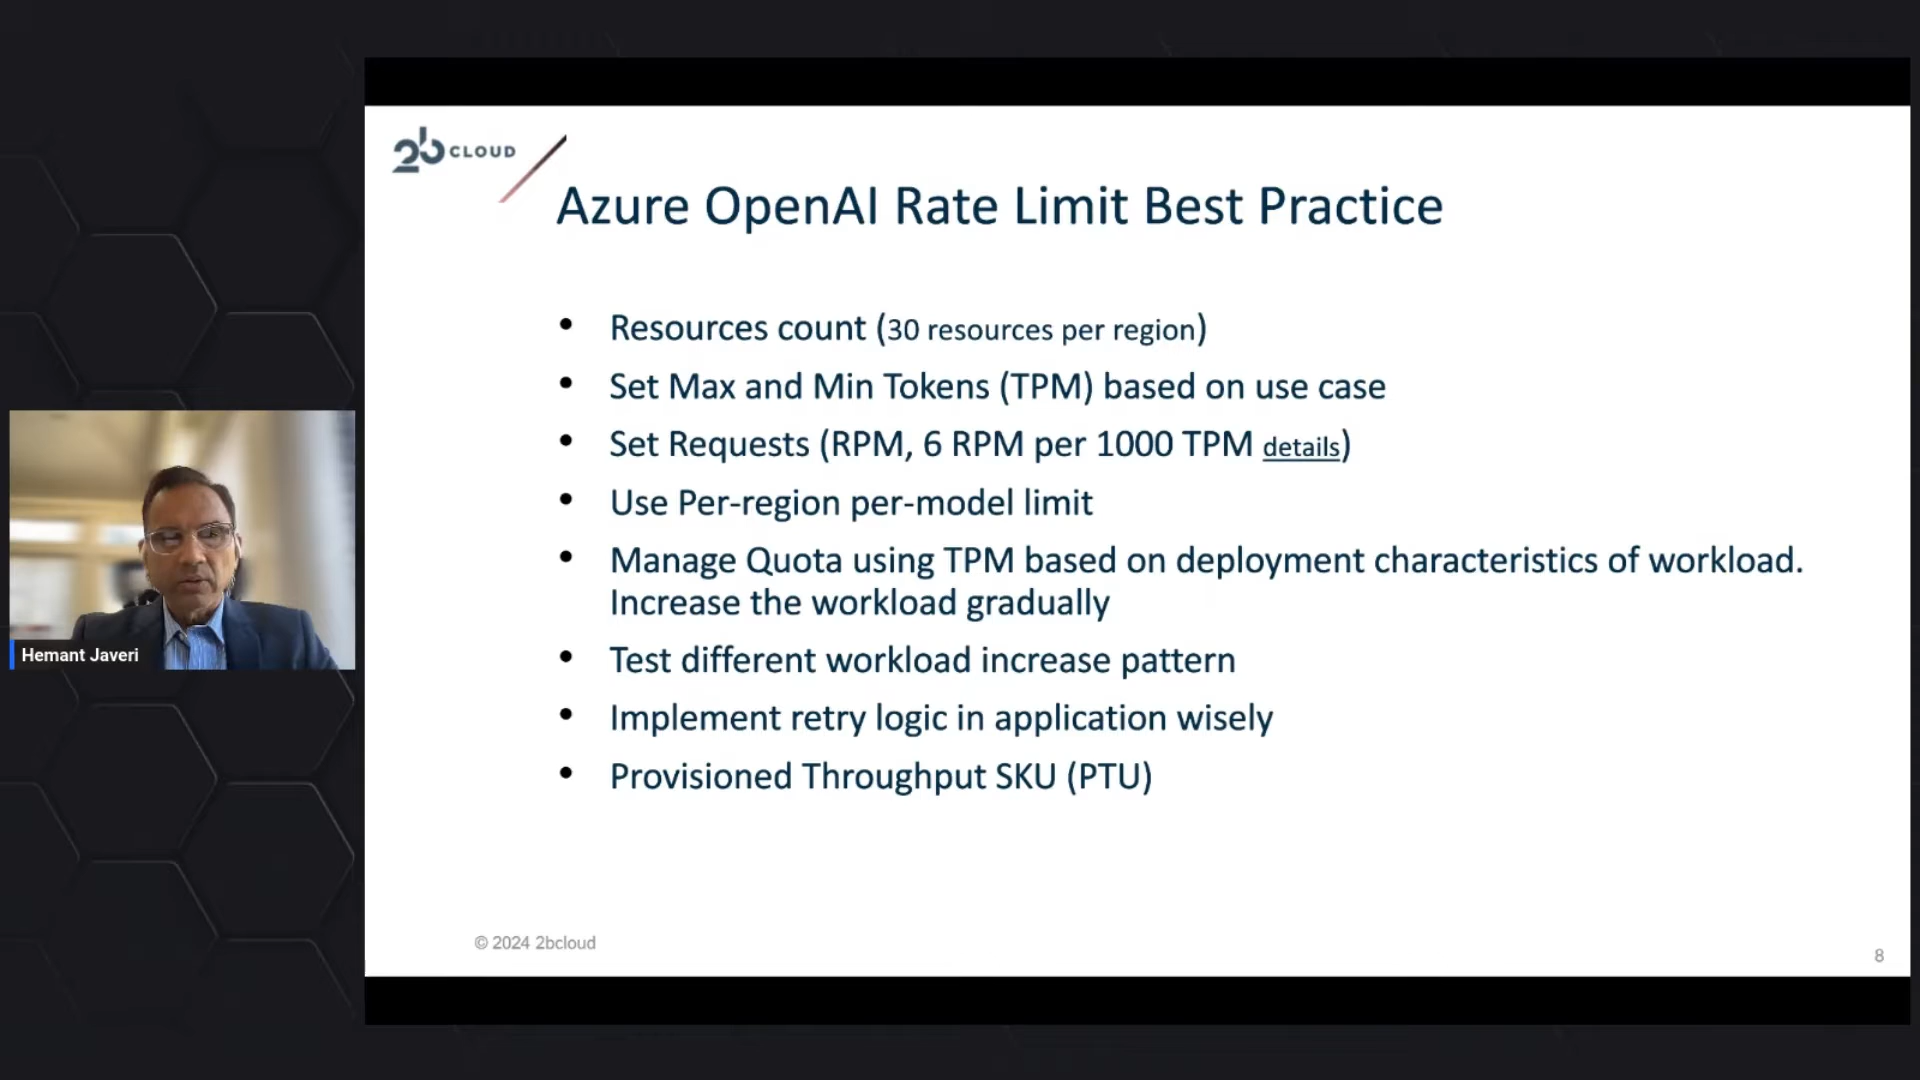 2b CLOUD
Azure OpenAI Rate Limit Best Practice
• Resources count (30 resources per region)
• Set Max and Min Tokens (TPM) based on use case
• Set Requests (RPM, 6 RPM per 1000 TPM details)
• Use Per-region per-model limit
• Manage Quota using TPM based on deployment characteristics of workload.
Increase the workload gradually
• Test different workload increase pattern
• Implement retry logic in application wisely
• Provisioned Throughput SKU (PTU)
Hemant Javeri
© 2024 2bcloud
8